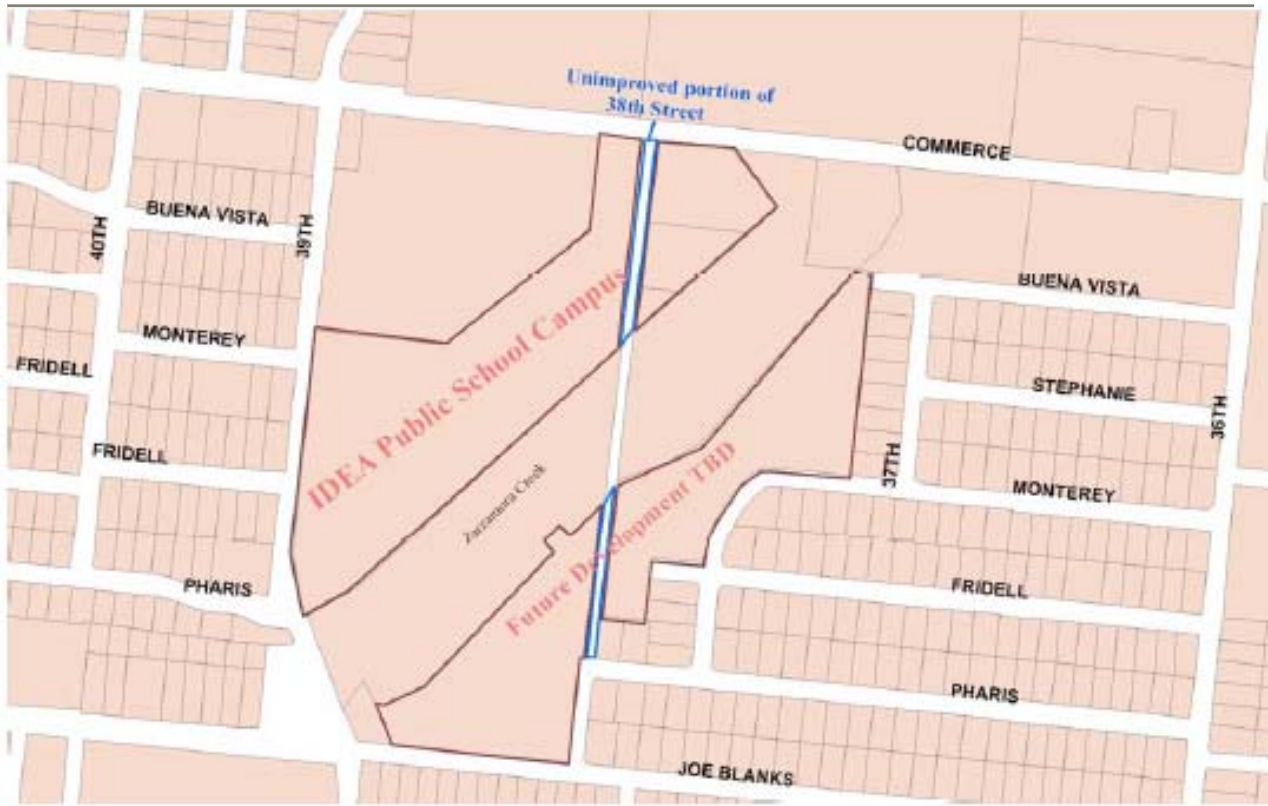 Unimproved portion of
38th Street
COMMERCE
BUENA VISTA
40TH
39TH
IDEA Public School Campus
BUENA VISTA
MONTEREY
FRIDELL
STEPHANIE
36TH
FRIDELL
37TH
Future Development TBD
Zarzamora Creek
MONTEREY
PHARIS
FRIDELL
PHARIS
JOE BLANKS